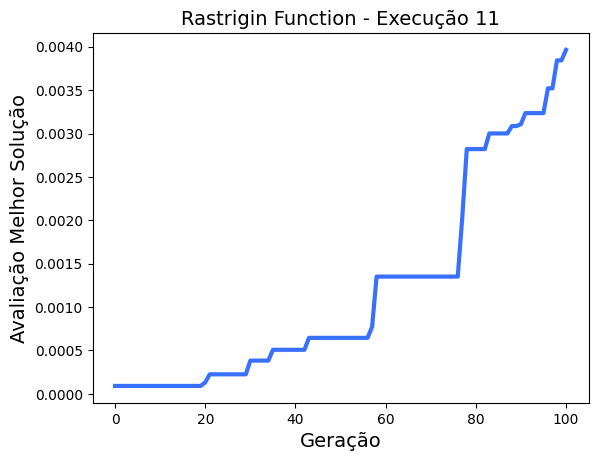 Rastrigin Function - Execução 11
Avaliação Melhor Solução
0.0040
0.0035
0.0030
0.0025
0.0020
0.0015
0.0010
0.0005
0.0000
0 20 40 60 80 100
Geração